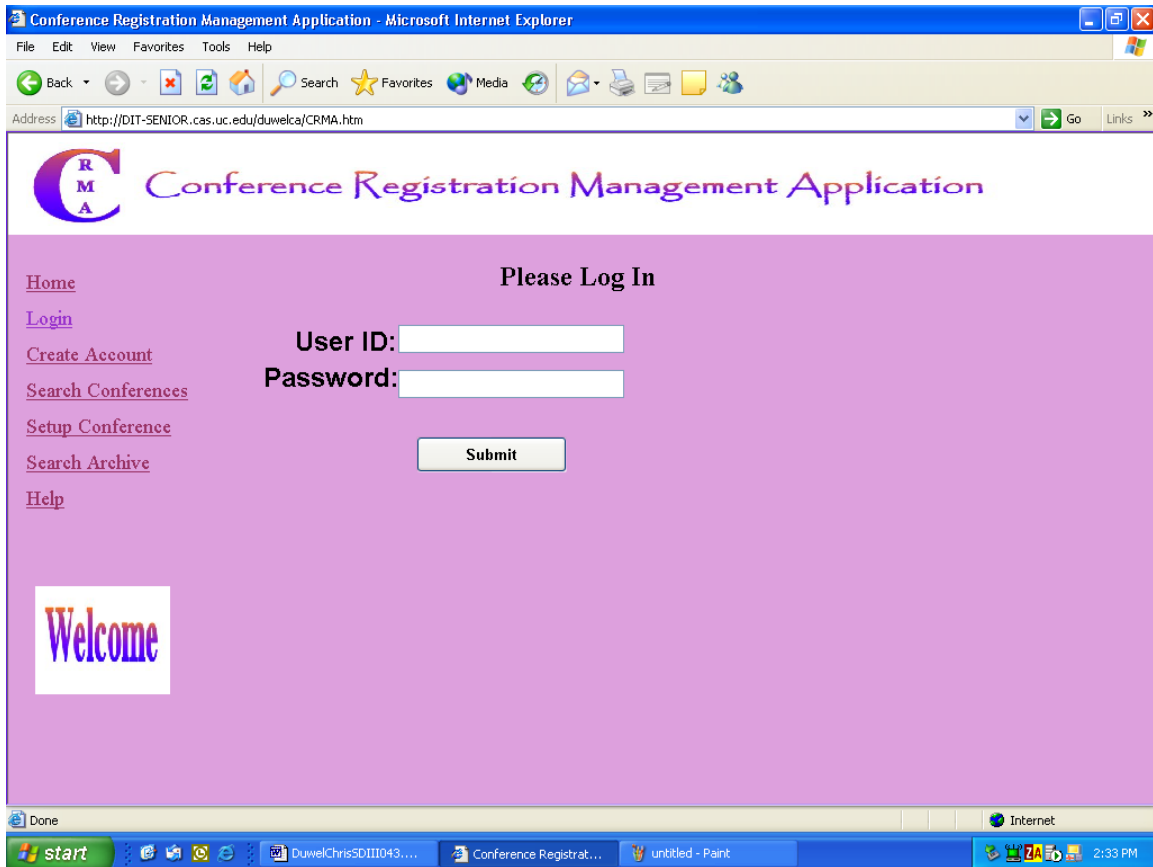 Conference Registration Management Application - Microsoft Internet Explorer
File Edit View Favorites Tools Help
Back Search Favorites Media
Address http://DIT-SENIOR.cas.uc.edu/duwelca/CRMA.htm Go Links »
C R M A Conference Registration Management Application
Please Log In
Home
Login
Create Account
Search Conferences
Setup Conference
Search Archive
Help
User ID:
Password:
Submit
Welcome
Done Internet
start DuwelChrisSDIII043.... Conference Registrat... untitled - Paint ZA 2:33 PM